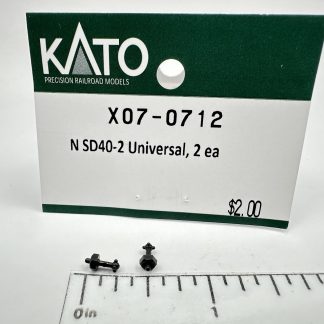 KATO
PRECISION RAILROAD MODELS
X07-0712
N SD40-2 Universal, 2 ea
$2.00
0in 1